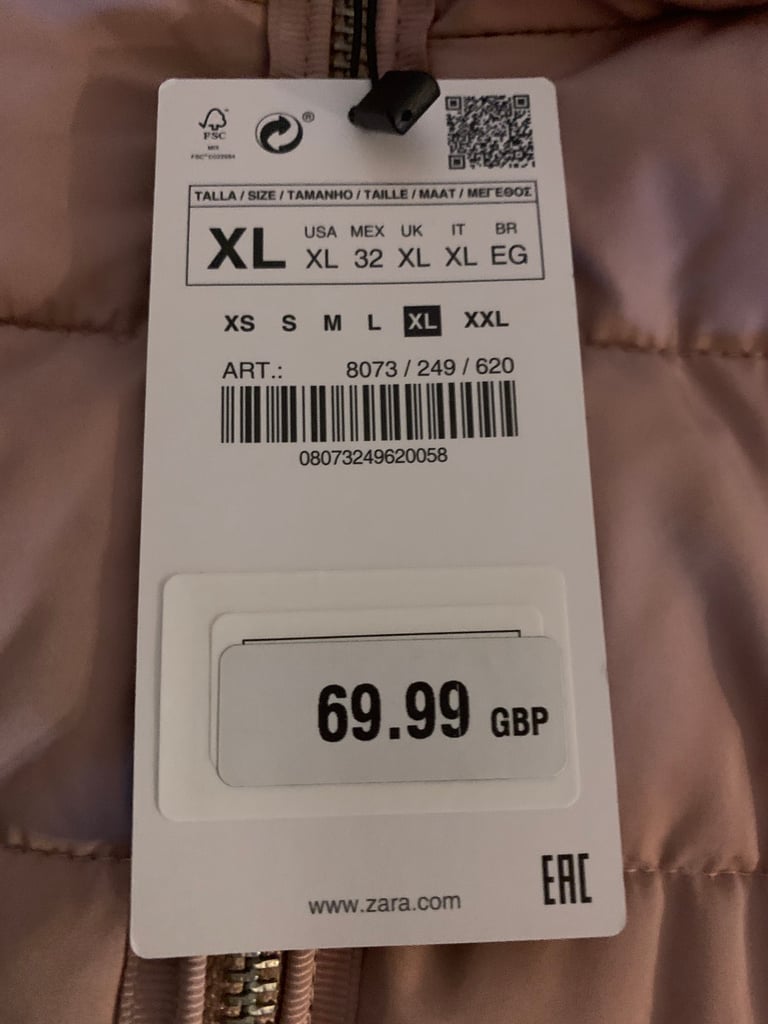 FSC
MIX
®
TALLA / SIZE / TAMANHO / TAILLE / MAAT / ΜΕΓΕΘΟΣ
XL
USA MEX UK IT BR
XL 32 XL XL EG
XS S M L XL XXL
ART.: 8073 / 249 / 620
08073249620058
69.99 GBP
EAC
www.zara.com